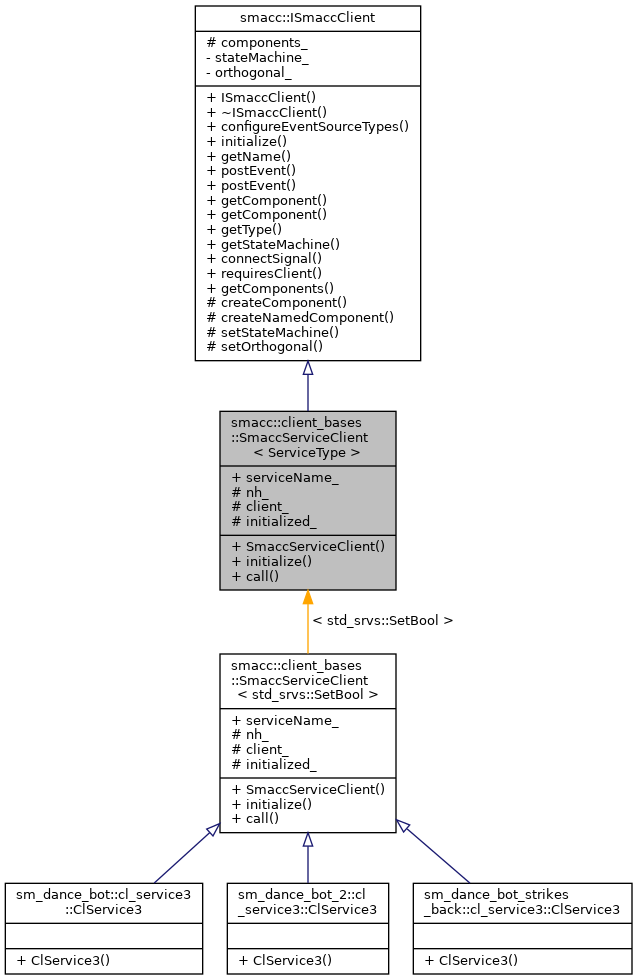 smacc::ISmaccClient
# components_
- stateMachine_
- orthogonal_
+ ISmaccClient()
+ ~ISmaccClient()
+ configureEventSourceTypes()
+ initialize()
+ getName()
+ postEvent()
+ postEvent()
+ getComponent()
+ getComponent()
+ getType()
+ getStateMachine()
+ connectSignal()
+ requiresClient()
+ getComponents()
# createComponent()
# createNamedComponent()
# setStateMachine()
# setOrthogonal()
smacc::client_bases
::SmaccServiceClient
< ServiceType >
+ serviceName_
# nh_
# client_
# initialized_
+ SmaccServiceClient()
+ initialize()
+ call()
< std_srvs::SetBool >
smacc::client_bases
::SmaccServiceClient
< std_srvs::SetBool >
+ serviceName_
# nh_
# client_
# initialized_
+ SmaccServiceClient()
+ initialize()
+ call()
sm_dance_bot::cl_service3
::ClService3
+ ClService3()
sm_dance_bot_2::cl
_service3::ClService3
+ ClService3()
sm_dance_bot_strikes
_back::cl_service3::ClService3
+ ClService3()